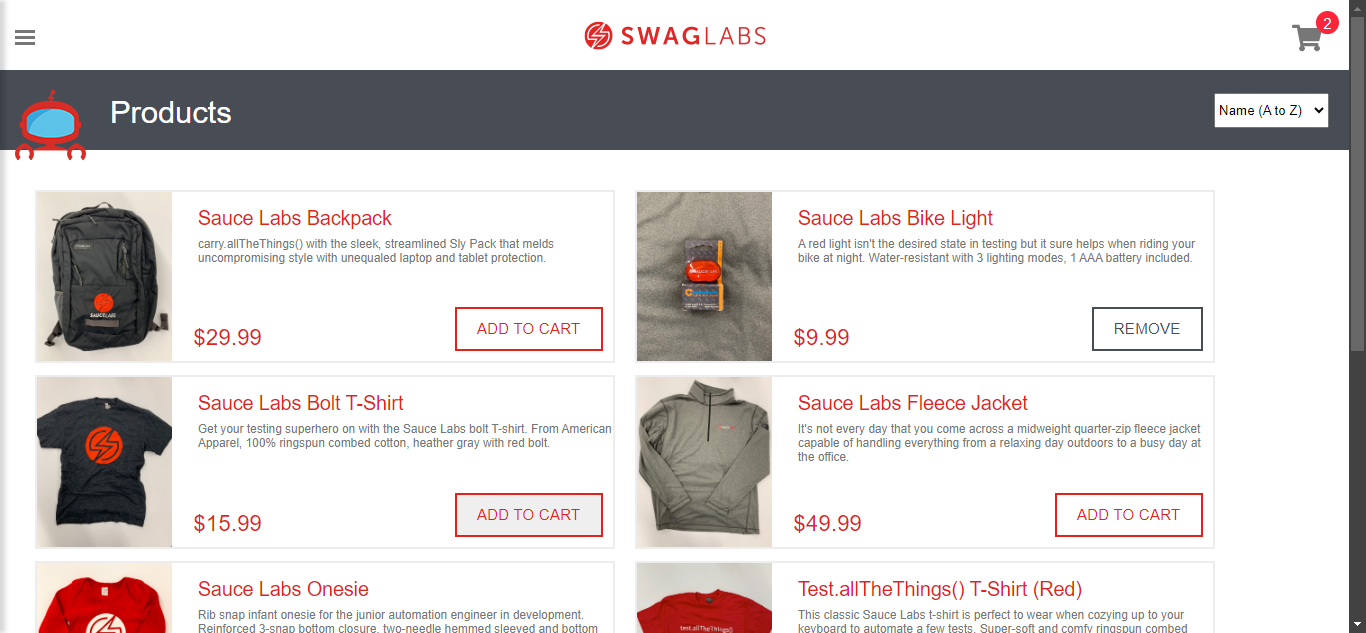 SWAGLABS
2
Products
Name (A to Z)
Sauce Labs Backpack
carry.allTheThings() with the sleek, streamlined Sly Pack that melds
uncompromising style with unequaled laptop and tablet protection.
$29.99
ADD TO CART
SAUCELABS
Sauce Labs Bike Light
A red light isn't the desired state in testing but it sure helps when riding your
bike at night. Water-resistant with 3 lighting modes, 1 AAA battery included.
$9.99
REMOVE
Sauce Labs Bolt T-Shirt
Get your testing superhero on with the Sauce Labs bolt T-shirt. From American
Apparel, 100% ringspun combed cotton, heather gray with red bolt.
$15.99
ADD TO CART
Sauce Labs Fleece Jacket
It's not every day that you come across a midweight quarter-zip fleece jacket
capable of handling everything from a relaxing day outdoors to a busy day at
the office.
$49.99
ADD TO CART
Sauce Labs Onesie
Rib snap infant onesie for the junior automation engineer in development.
Reinforced 3-snap bottom closure, two-needle hemmed sleeved and bottom
test.allTheThings()
Test.allTheThings() T-Shirt (Red)
This classic Sauce Labs t-shirt is perfect to wear when cozying up to your
keyboard to automate a few tests. Super-soft and comfy ringspun combed